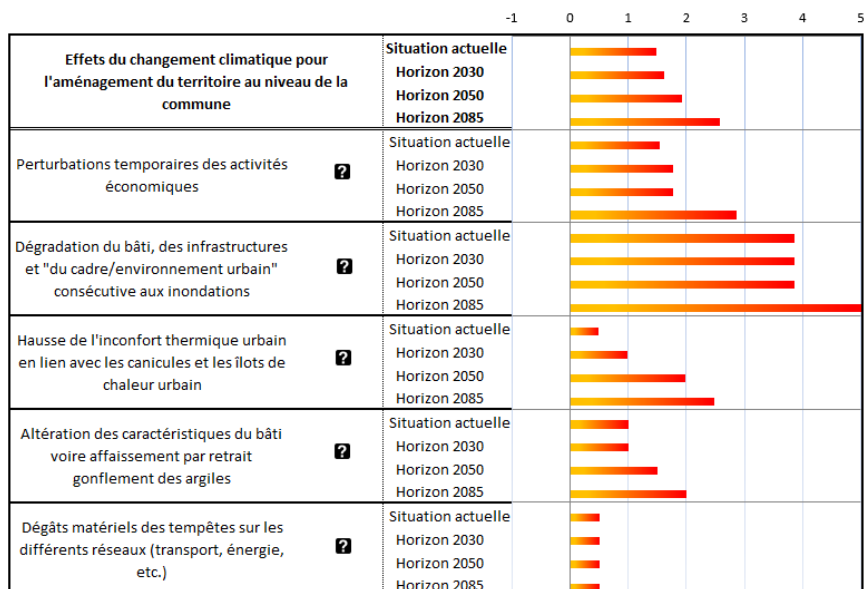 -1 0 1 2 3 4 5
Effets du changement climatique pour
l'aménagement du territoire au niveau de la
commune
Situation actuelle
Horizon 2030
Horizon 2050
Horizon 2085
Perturbations temporaires des activités
économiques
?
Situation actuelle
Horizon 2030
Horizon 2050
Horizon 2085
Dégradation du bâti, des infrastructures
et "du cadre/environnement urbain"
consécutive aux inondations
?
Situation actuelle
Horizon 2030
Horizon 2050
Horizon 2085
Hausse de l'inconfort thermique urbain
en lien avec les canicules et les îlots de
chaleur urbain
?
Situation actuelle
Horizon 2030
Horizon 2050
Horizon 2085
Altération des caractéristiques du bâti
voire affaissement par retrait
gonflement des argiles
?
Situation actuelle
Horizon 2030
Horizon 2050
Horizon 2085
Dégâts matériels des tempêtes sur les
différents réseaux (transport, énergie,
etc.)
?
Situation actuelle
Horizon 2030
Horizon 2050
Horizon 2085